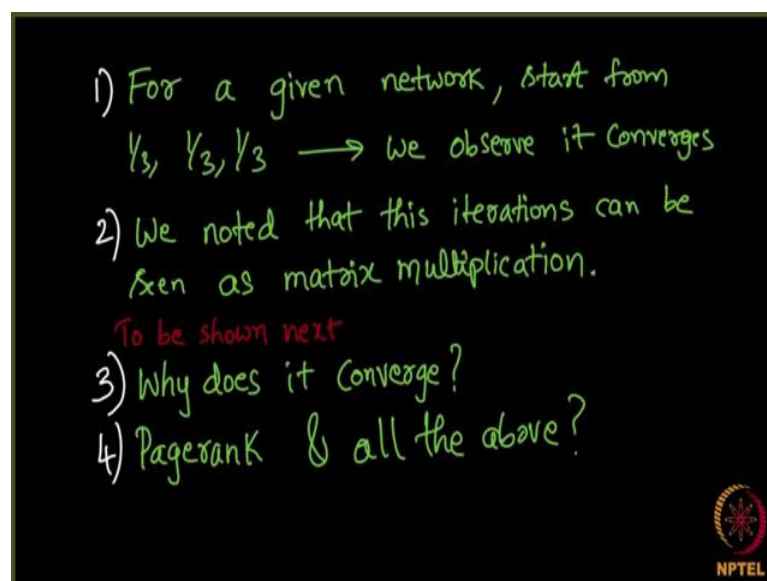 1) For a given network, start from
1/3, 1/3, 1/3 → we observe it converges
2) We noted that this iterations can be
seen as matrix multiplication.
To be shown next
3) Why does it converge?
4) Pagerank & all the above?
NPTEL